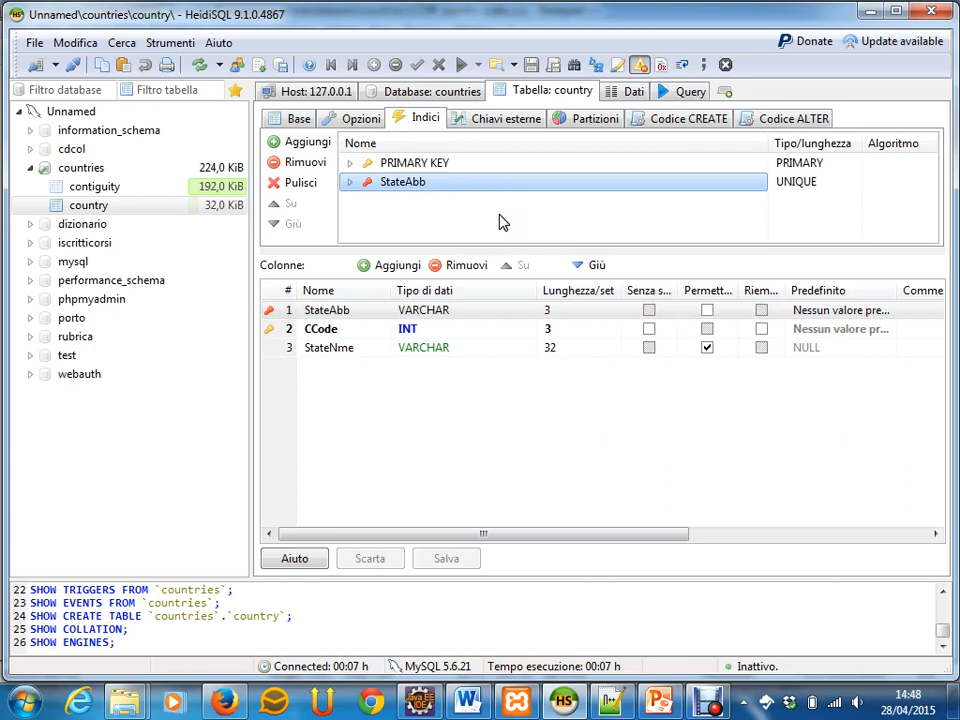 Unnamed\countries\country\ - HeidiSQL 9.1.0.4867
File Modifica Cerca Strumenti Aiuto
Donate Update available
Filtro database Filtro tabella Host: 127.0.0.1 Database: countries Tabella: country Dati Query
Unnamed
information_schema
cdcol
countries 224,0 KiB
contiguity 192,0 KiB
country 32,0 KiB
dizionario
iscritticorsi
mysql
performance_schema
phpmyadmin
porto
rubrica
test
webauth
Base Opzioni Indici Chiavi esterne Partizioni Codice CREATE Codice ALTER
Aggiungi
Rimuovi
Pulisci
Su
Giù
Nome Tipo/lunghezza Algoritmo
PRIMARY KEY PRIMARY
StateAbb UNIQUE
Colonne: Aggiungi Rimuovi Su Giù
# Nome Tipo di dati Lunghezza/set Senza s... Permett... Riem... Predefinito Comme
1 StateAbb VARCHAR 3 Nessun valore pre...
2 CCode INT 3 Nessun valore pr...
3 StateNme VARCHAR 32 NULL
Aiuto Scarta Salva
22 SHOW TRIGGERS FROM `countries`;
23 SHOW EVENTS FROM `countries`;
24 SHOW CREATE TABLE `countries`.`country`;
25 SHOW COLLATION;
26 SHOW ENGINES;
Connected: 00:07 h MySQL 5.6.21 Tempo esecuzione: 00:07 h Inattivo.
14:48
28/04/2015